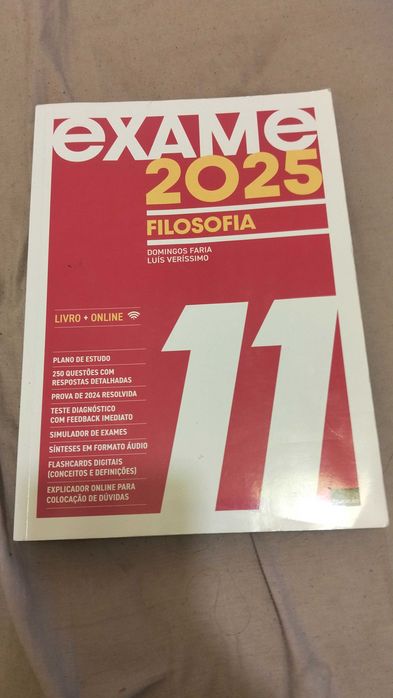 exame
2025
FILOSOFIA
DOMINGOS FARIA
LUÍS VERÍSSIMO
LIVRO + ONLINE
11
PLANO DE ESTUDO
250 QUESTÕES COM
RESPOSTAS DETALHADAS
PROVA DE 2024 RESOLVIDA
TESTE DIAGNÓSTICO
COM FEEDBACK IMEDIATO
SIMULADOR DE EXAMES
SÍNTESES EM FORMATO ÁUDIO
FLASHCARDS DIGITAIS
(CONCEITOS E DEFINIÇÕES)
EXPLICADOR ONLINE PARA
COLOCAÇÃO DE DÚVIDAS